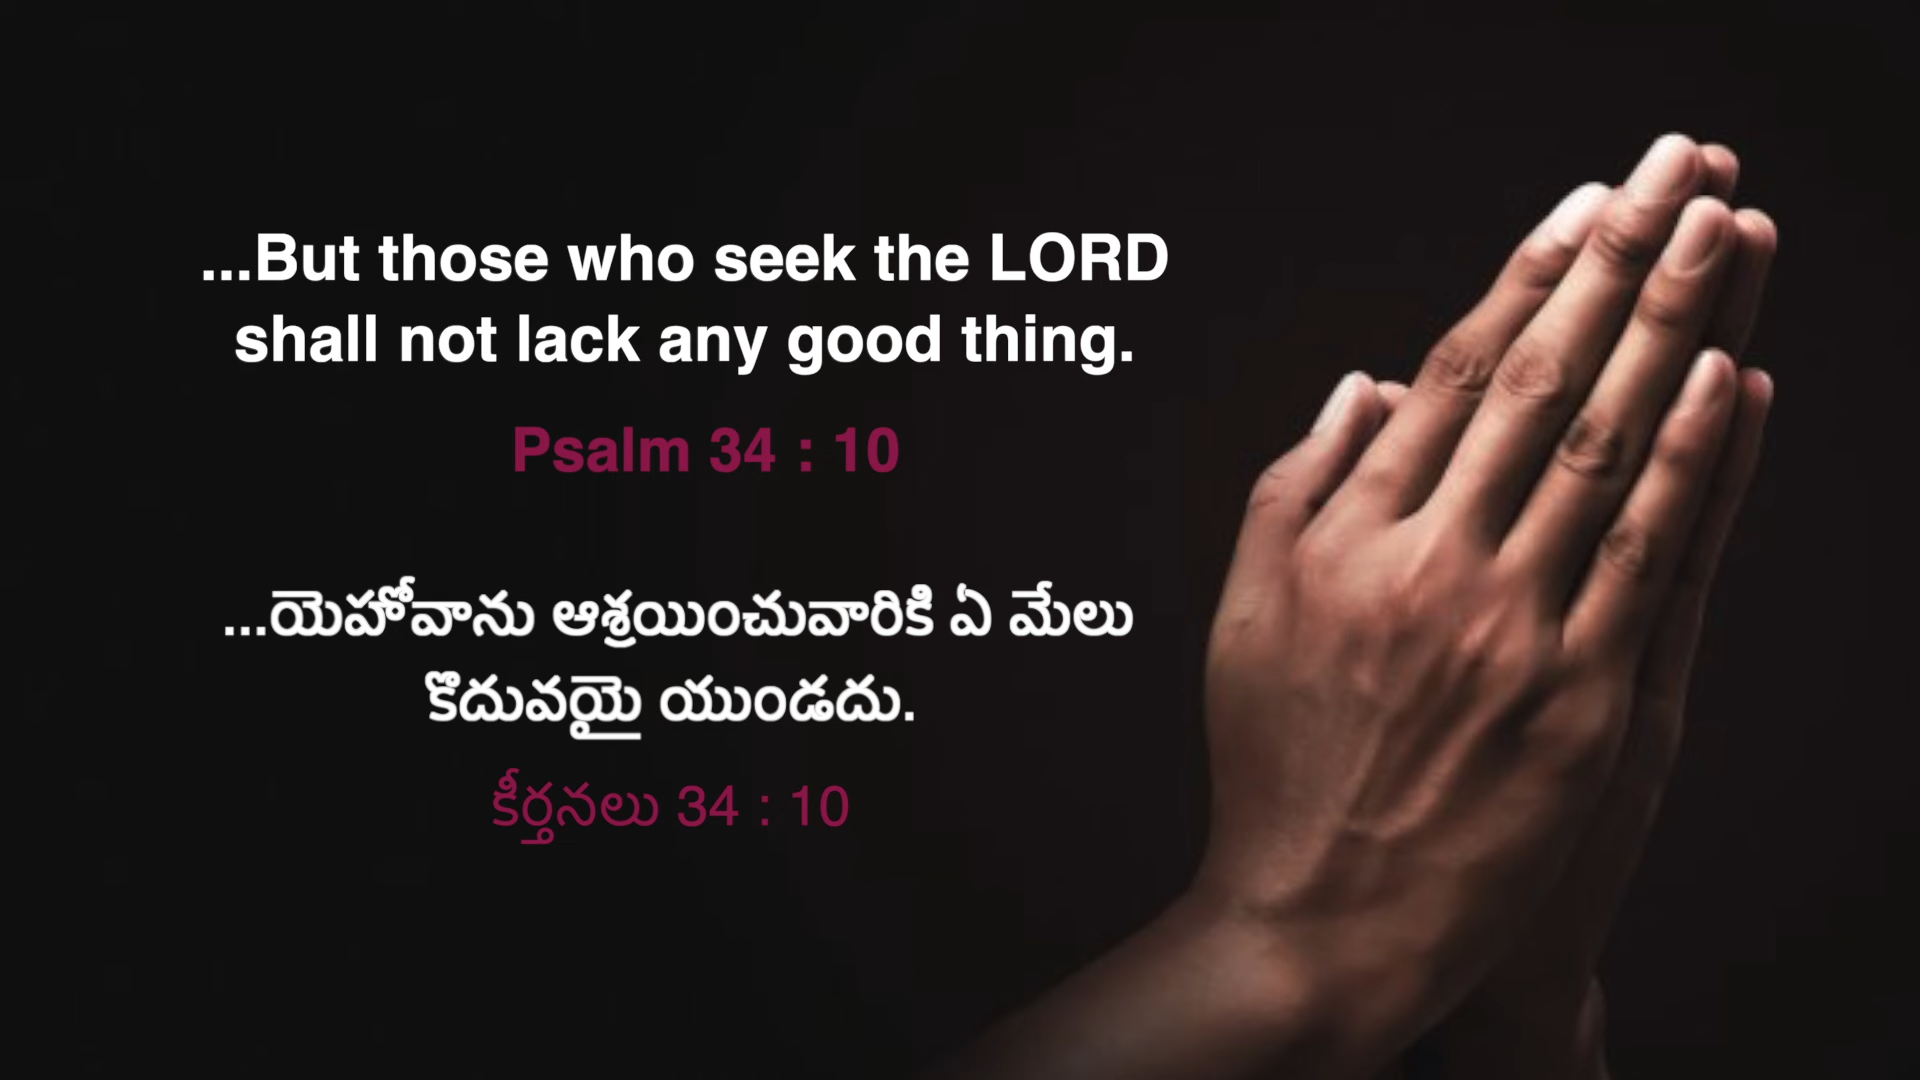 ...But those who seek the LORD
shall not lack any good thing.
Psalm 34 : 10
...యెహోవాను ఆశ్రయించువారికి ఏ మేలు
కొదువయై యుండదు.
కీర్తనలు 34 : 10